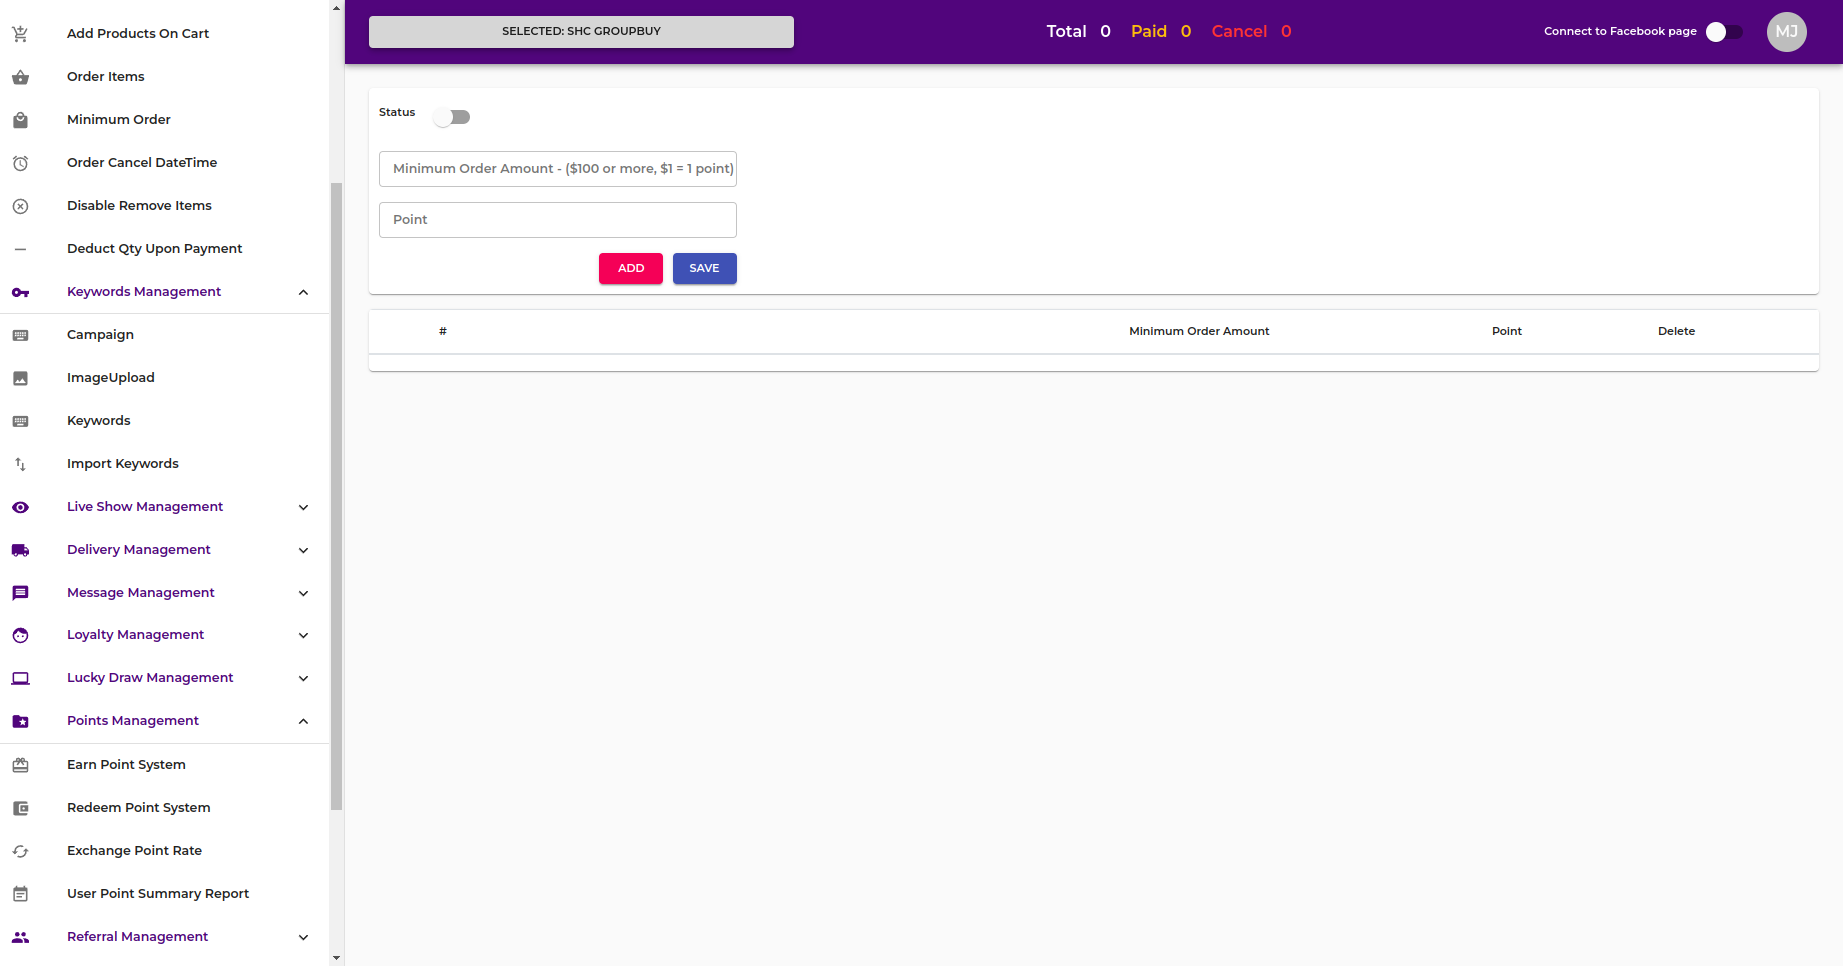 Add Products On Cart
Order Items
Minimum Order
Order Cancel DateTime
Disable Remove Items
Deduct Qty Upon Payment
Keywords Management
Campaign
ImageUpload
Keywords
Import Keywords
Live Show Management
Delivery Management
Message Management
Loyalty Management
Lucky Draw Management
Points Management
Earn Point System
Redeem Point System
Exchange Point Rate
User Point Summary Report
Referral Management
SELECTED: SHC GROUPBUY
Total 0 Paid 0 Cancel 0
Connect to Facebook page
MJ
Status
Minimum Order Amount - ($100 or more, $1 = 1 point)
Point
ADD SAVE
# Minimum Order Amount Point Delete